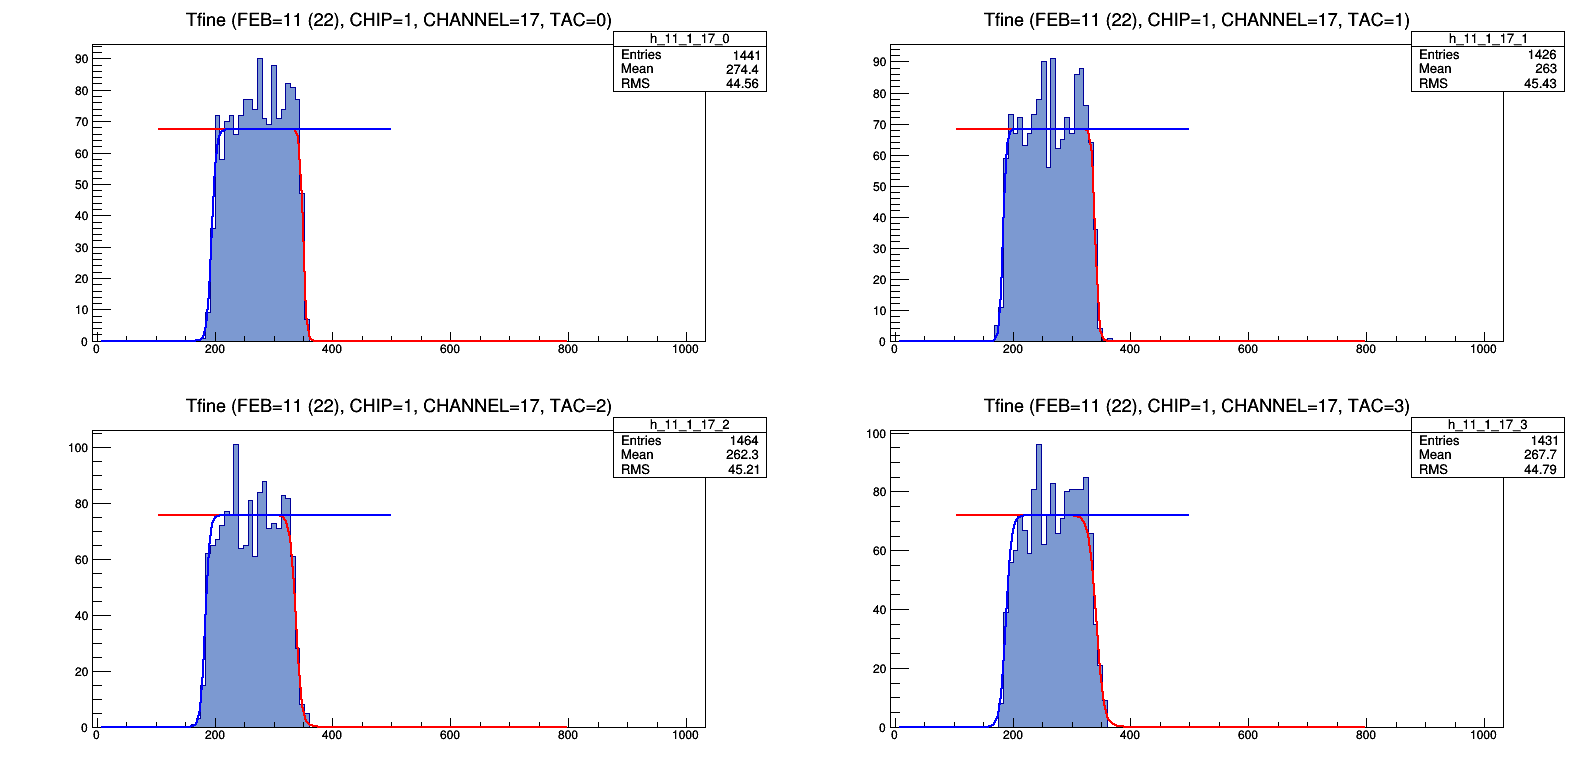 Tfine (FEB=11 (22), CHIP=1, CHANNEL=17, TAC=0)
h_11_1_17_0
Entries 1441
Mean 274.4
RMS 44.56
90
80
70
60
50
40
30
20
10
0
0 200 400 600 800 1000
Tfine (FEB=11 (22), CHIP=1, CHANNEL=17, TAC=1)
h_11_1_17_1
Entries 1426
Mean 263
RMS 45.43
90
80
70
60
50
40
30
20
10
0
0 200 400 600 800 1000
Tfine (FEB=11 (22), CHIP=1, CHANNEL=17, TAC=2)
h_11_1_17_2
Entries 1464
Mean 262.3
RMS 45.21
100
80
60
40
20
0
0 200 400 600 800 1000
Tfine (FEB=11 (22), CHIP=1, CHANNEL=17, TAC=3)
h_11_1_17_3
Entries 1431
Mean 267.7
RMS 44.79
100
80
60
40
20
0
0 200 400 600 800 1000